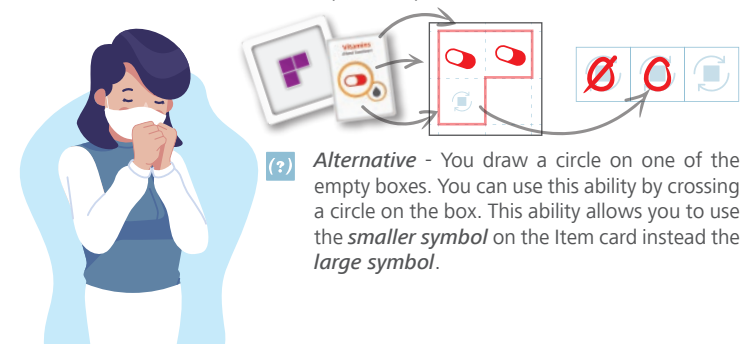 Vitamins
(?) Alternative - You draw a circle on one of the
empty boxes. You can use this ability by crossing
a circle on the box. This ability allows you to use
the smaller symbol on the Item card instead the
large symbol.